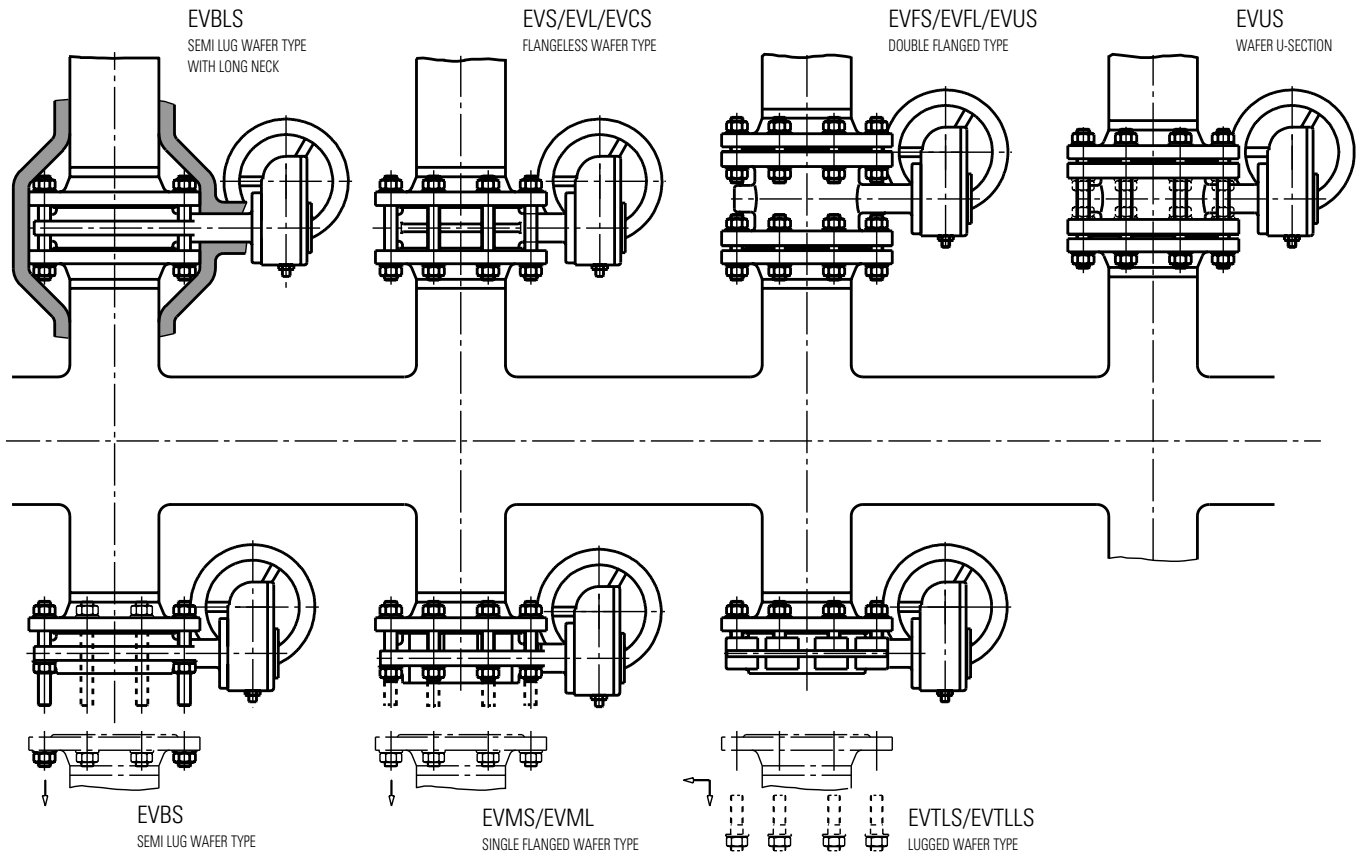 EVBLS
SEMI LUG WAFER TYPE
WITH LONG NECK
EVS/EVL/EVCS
FLANGELESS WAFER TYPE
EVFS/EVFL/EVUS
DOUBLE FLANGED TYPE
EVUS
WAFER U-SECTION
EVBS
SEMI LUG WAFER TYPE
EVMS/EVML
SINGLE FLANGED WAFER TYPE
EVTLS/EVTLLS
LUGGED WAFER TYPE